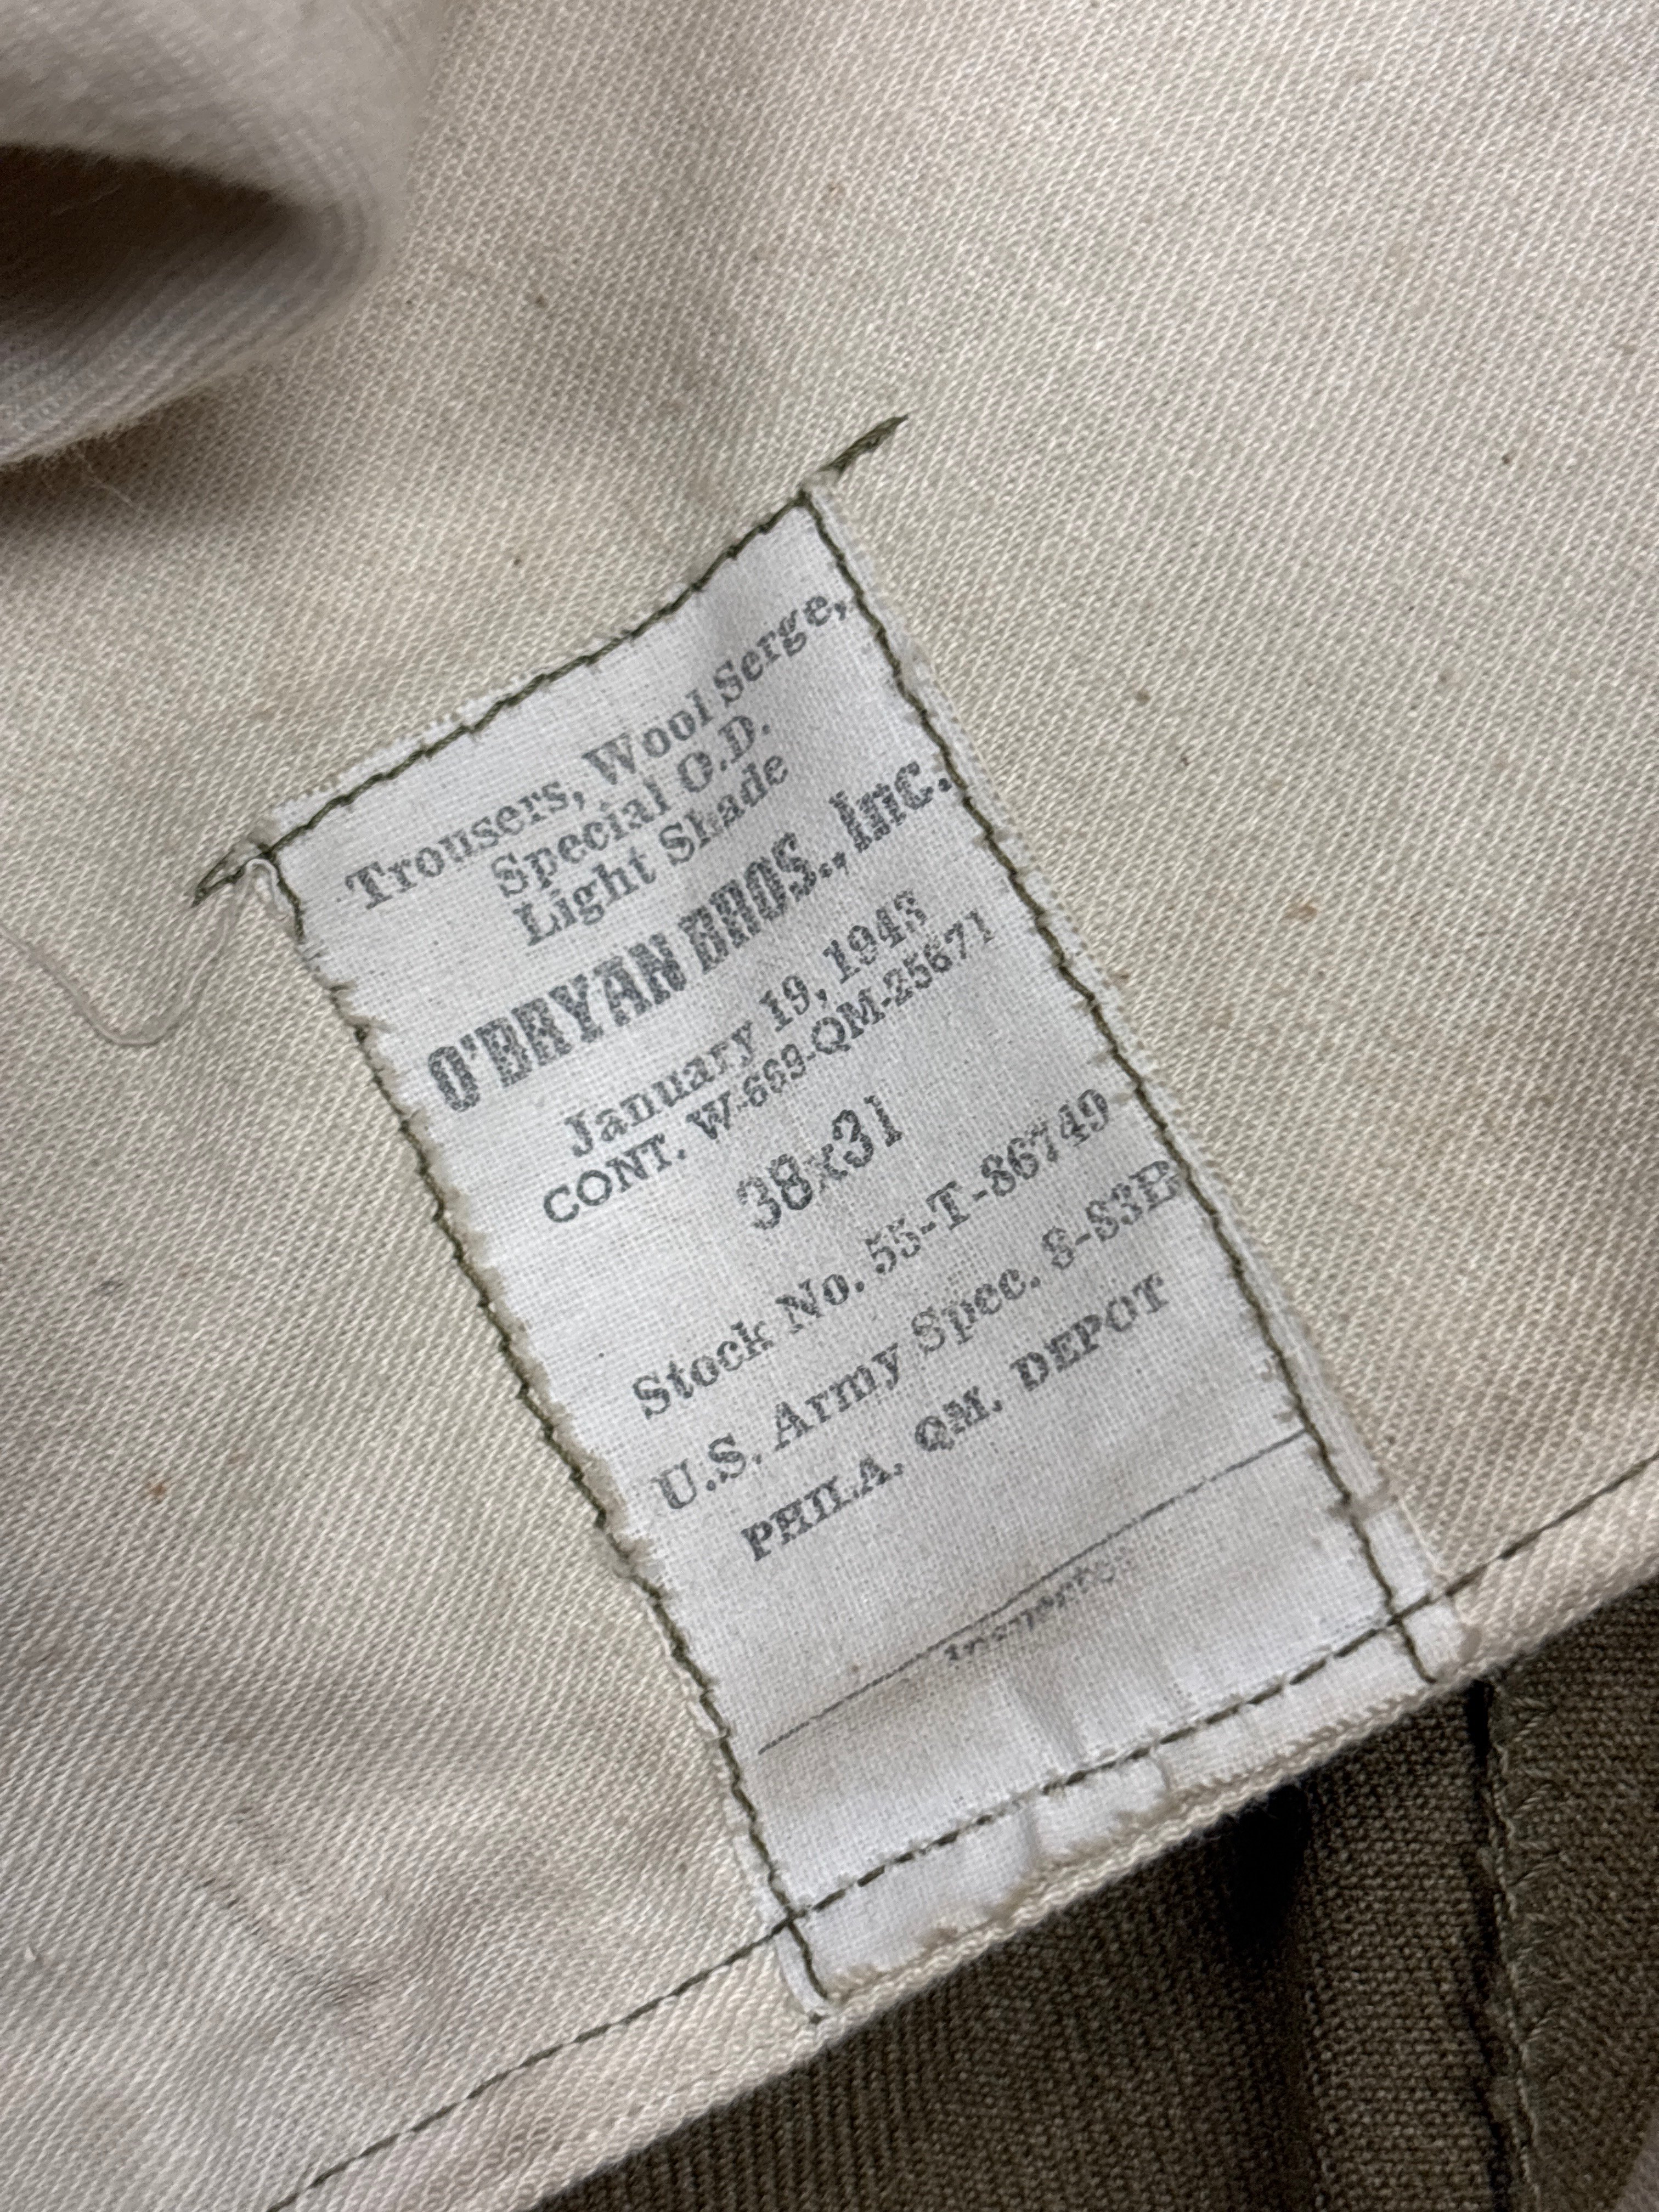 Trousers, Wool Serge,
Special O.D.
Light Shade
O'BRYAN BROS., Inc.
January 19, 1943
CONT. W-669-QM-25671
38x31
Stock No. 55-T-86749
U.S. Army Spec. 8-83B
PHILA. QM. DEPOT
Inspector